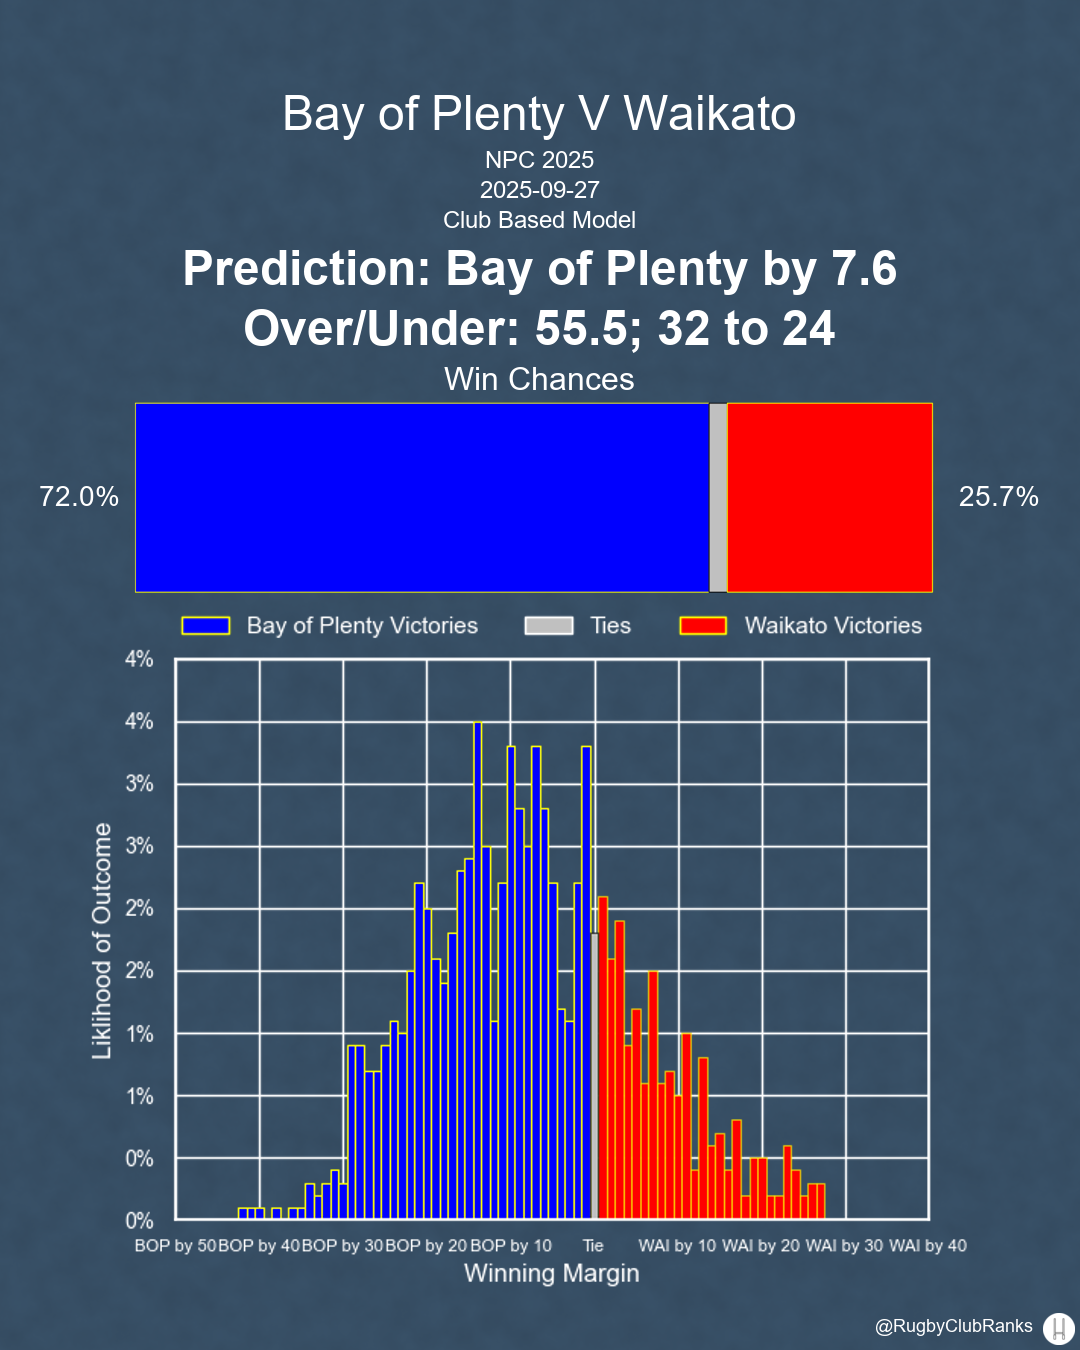 Bay of Plenty V Waikato
NPC 2025
2025-09-27
Club Based Model
Prediction: Bay of Plenty by 7.6
Over/Under: 55.5; 32 to 24
Win Chances
72.0%
25.7%
Bay of Plenty Victories
Ties
Waikato Victories
4%
4%
3%
3%
2%
2%
1%
1%
0%
0%
Liklihood of Outcome
BOP by 50 BOP by 40 BOP by 30 BOP by 20 BOP by 10 Tie WAI by 10 WAI by 20 WAI by 30 WAI by 40
Winning Margin
@RugbyClubRanks